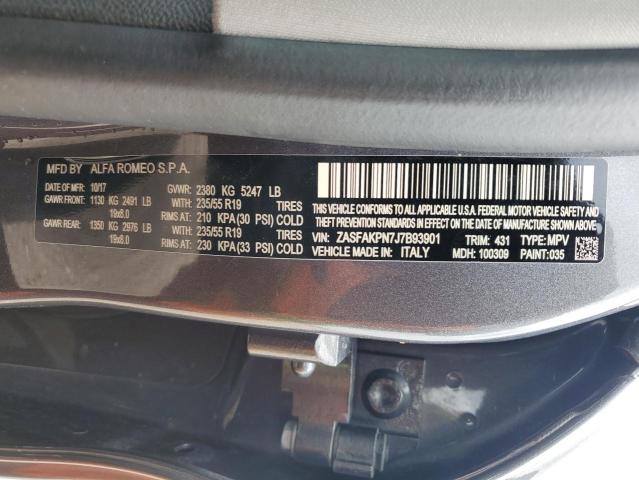 MFD BY ALFA ROMEO S.P.A.
DATE OF MFR 10/17 GVWR: 2380 KG 5247 LB
GAWR FRONT: 1130 KG 2491 LB WITH: 235/55 R19 TIRES
19x8.0 RIMS AT: 210 KPA (30 PSI) COLD
GAWR REAR: 1350 KG 2976 LB WITH: 235/55 R19 TIRES
19x8.0 RIMS AT: 230 KPA (33 PSI) COLD
THIS VEHICLE CONFORMS TO ALL APPLICABLE U.S.A. FEDERAL MOTOR VEHICLE SAFETY, BUMPER, AND THEFT PREVENTION STANDARDS IN
EFFECT ON THE DATE OF MANUFACTURE SHOWN ABOVE.
VIN: ZASFAKPN7J7B93901 TRIM: 431 TYPE: MPV
VEHICLE MADE IN: ITALY MDH: 100309 PAINT: 035